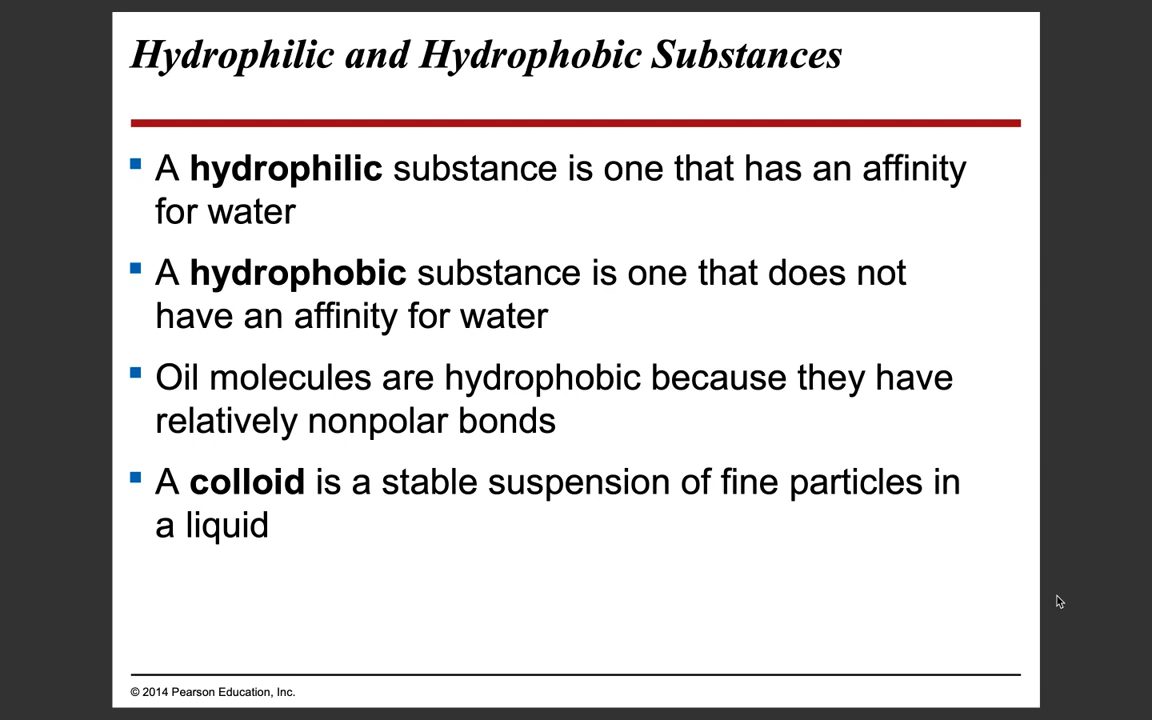 Hydrophilic and Hydrophobic Substances
A hydrophilic substance is one that has an affinity
for water
A hydrophobic substance is one that does not
have an affinity for water
Oil molecules are hydrophobic because they have
relatively nonpolar bonds
A colloid is a stable suspension of fine particles in
a liquid
© 2014 Pearson Education, Inc.